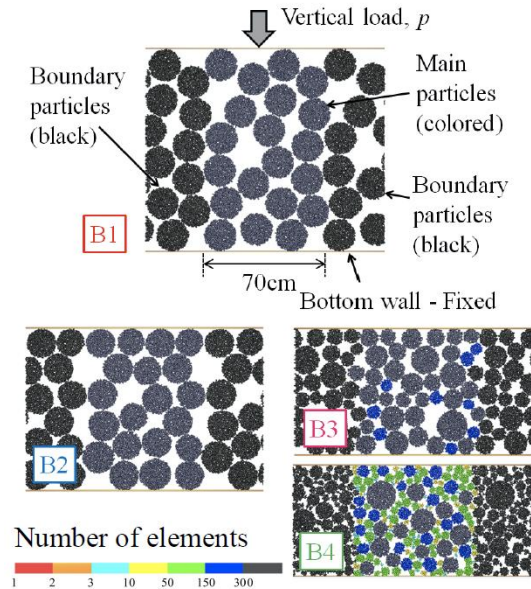 Vertical load, p
Boundary
particles
(black)
Main
particles
(colored)
Boundary
particles
(black)
B1
70cm
Bottom wall - Fixed
B2
B3
B4
Number of elements
1 2 3 10 50 150 300